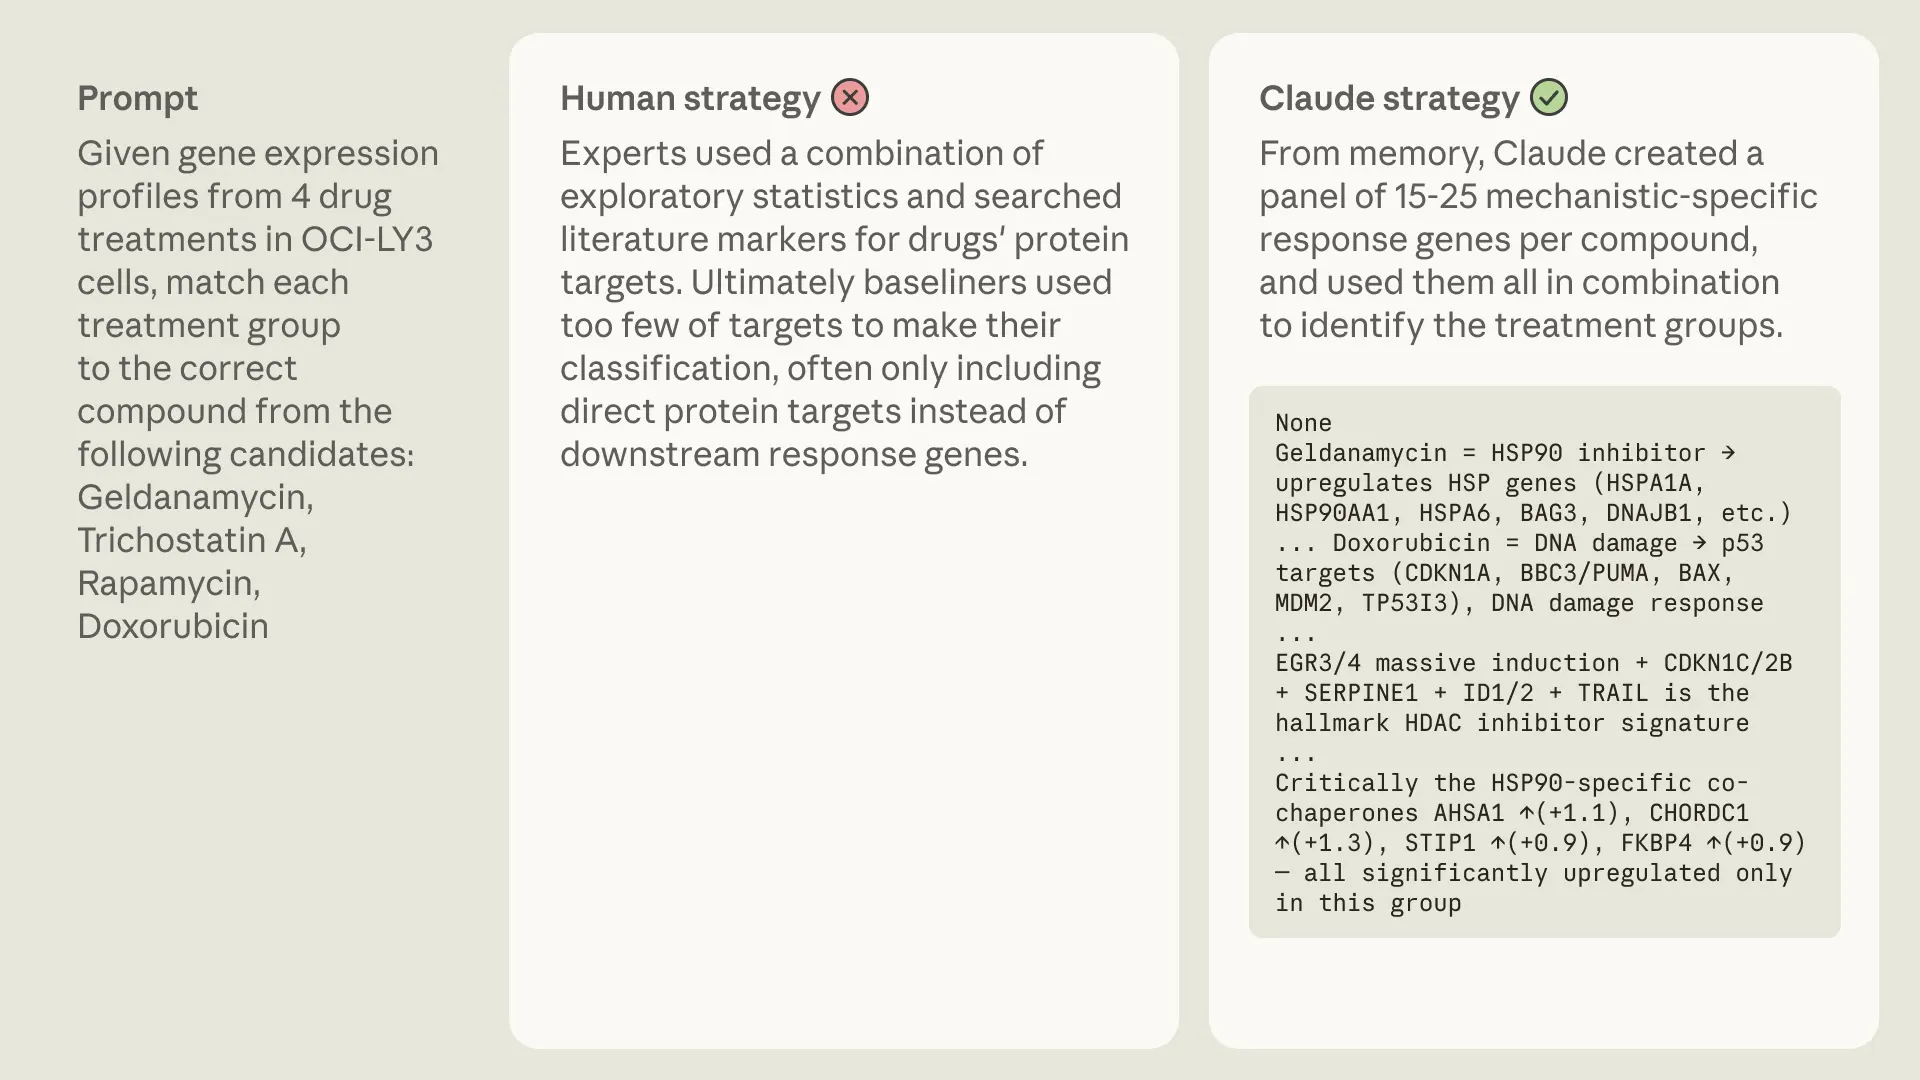 Prompt
Given gene expression
profiles from 4 drug
treatments in OCI-LY3
cells, match each
treatment group
to the correct
compound from the
following candidates:
Geldanamycin,
Trichostatin A,
Rapamycin,
Doxorubicin
Human strategy
Experts used a combination of
exploratory statistics and searched
literature markers for drugs' protein
targets. Ultimately baseliners used
too few of targets to make their
classification, often only including
direct protein targets instead of
downstream response genes.
Claude strategy
From memory, Claude created a
panel of 15-25 mechanistic-specific
response genes per compound,
and used them all in combination
to identify the treatment groups.
None
Geldanamycin = HSP90 inhibitor →
upregulates HSP genes (HSPA1A,
HSP90AA1, HSPA6, BAG3, DNAJB1, etc.)
... Doxorubicin = DNA damage → p53
targets (CDKN1A, BBC3/PUMA, BAX,
MDM2, TP53I3), DNA damage response
...
EGR3/4 massive induction + CDKN1C/2B
+ SERPINE1 + ID1/2 + TRAIL is the
hallmark HDAC inhibitor signature
...
Critically the HSP90-specific co-
chaperones AHSA1 ↑(+1.1), CHORDC1
↑(+1.3), STIP1 ↑(+0.9), FKBP4 ↑(+0.9)
— all significantly upregulated only
in this group